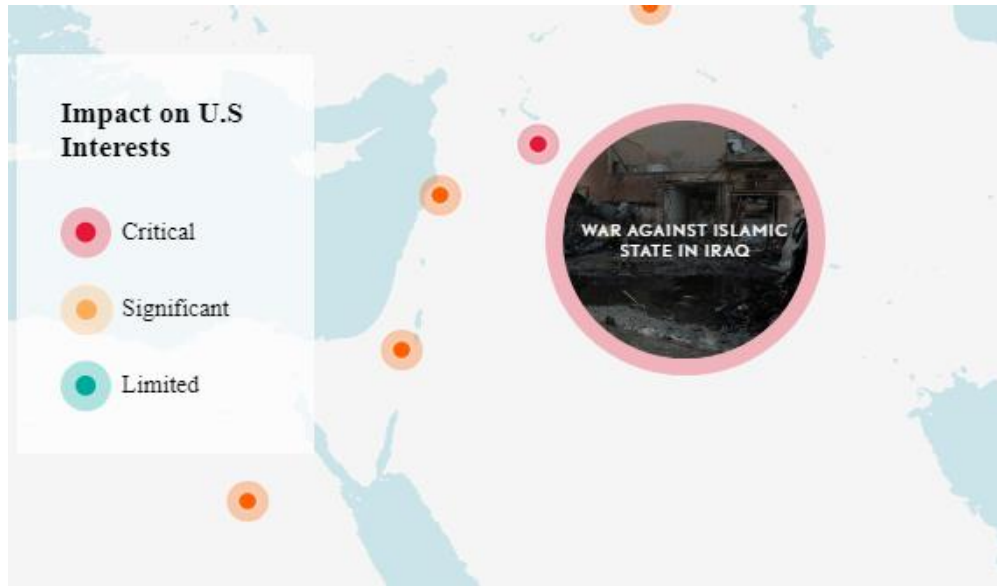 Impact on U.S
Interests
Critical
Significant
Limited
WAR AGAINST ISLAMIC
STATE IN IRAQ